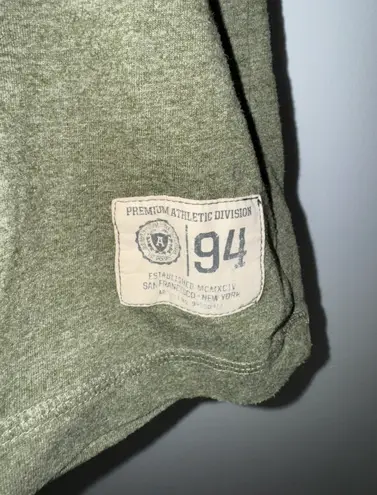 PREMIUM ATHLETIC DIVISION
A
94
ESTABLISHED MCMXCIV
SAN FRANCISCO - NEW YORK